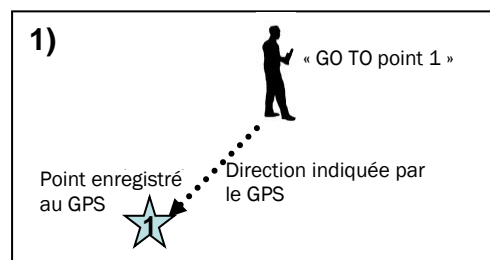 1)
« GO TO point 1 »
Direction indiquée par
le GPS
Point enregistré
au GPS
1